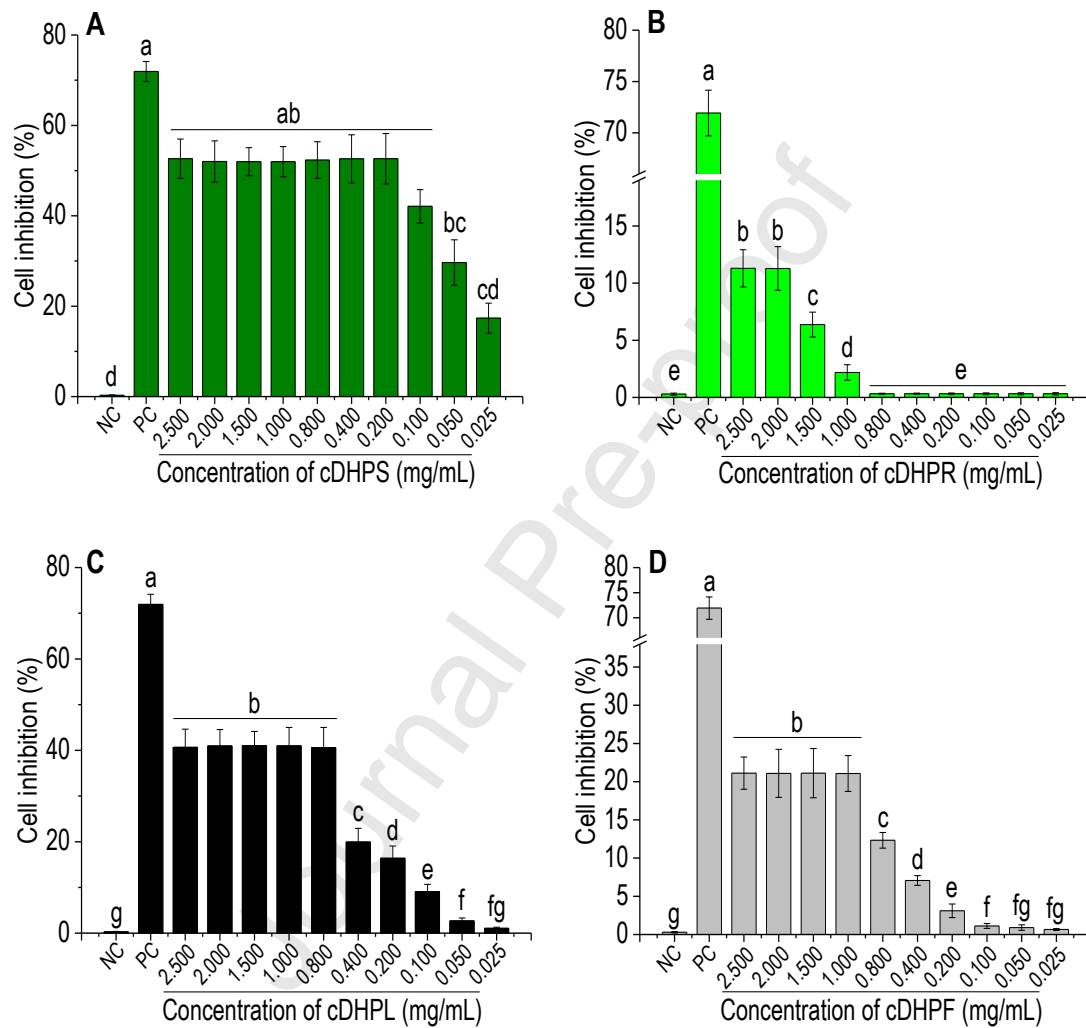 A
80
60
40
20
0
Cell inhibition (%)
a
ab
bc
cd
d
NC PC 2.500 2.000 1.500 1.000 0.800 0.400 0.200 0.100 0.050 0.025
Concentration of cDHPS (mg/mL)
B
80
70
15
10
5
0
Cell inhibition (%)
a
b b
c
d
e e
NC PC 2.500 2.000 1.500 1.000 0.800 0.400 0.200 0.100 0.050 0.025
Concentration of cDHPR (mg/mL)
C
80
60
40
20
0
Cell inhibition (%)
a
b
c
d
e
f
g fg
NC PC 2.500 2.000 1.500 1.000 0.800 0.400 0.200 0.100 0.050 0.025
Concentration of cDHPL (mg/mL)
D
80
75
70
35
30
25
20
15
10
5
0
Cell inhibition (%)
a
b
c
d
e
f
g fg fg
NC PC 2.500 2.000 1.500 1.000 0.800 0.400 0.200 0.100 0.050 0.025
Concentration of cDHPF (mg/mL)
Journal Pre-proof